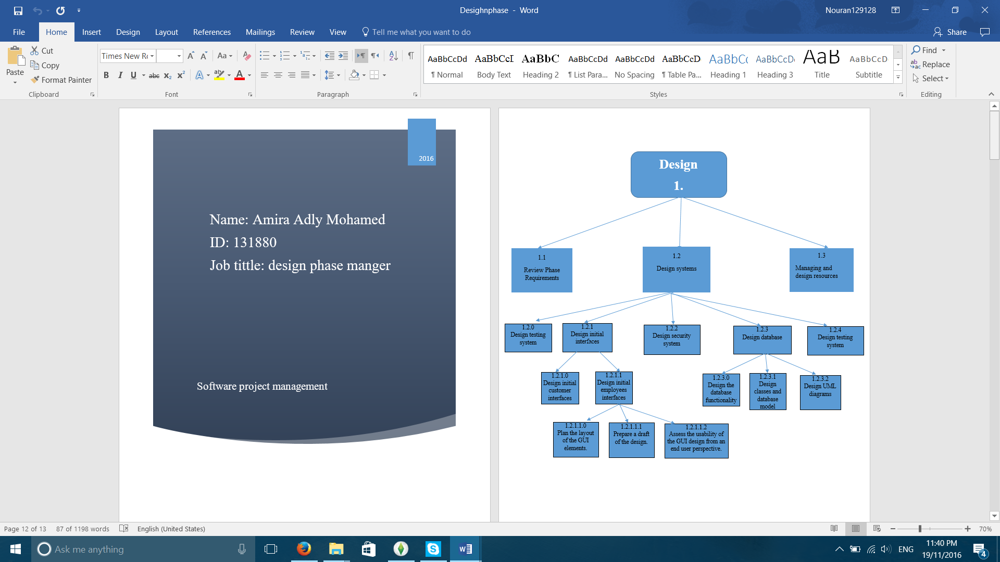 Desighnphase - Word
Nouran129128
File Home Insert Design Layout References Mailings Review View Tell me what you want to do
Share
Paste
Cut
Copy
Format Painter
Clipboard
Times New Rc
Aa
B I U abc X₂ X²
Font
Paragraph
AaBbCcDd AaBbCcI AaBbC AaBbCcDd AaBbCcDd AaBbCcD AaBbCc AaBbCcD AaB AaBbCcD
¶ Normal Body Text Heading 2 ¶ List Para... No Spacing ¶ Table Pa... Heading 1 Heading 3 Title Subtitle
Styles
Find
Replace
Select
Editing
2016
Name: Amira Adly Mohamed
ID: 131880
Job tittle: design phase manger
Software project management
Design
1.
1.1
Review Phase
Requirements
1.2
Design systems
1.3
Managing and
design resources
1.2.0
Design testing
system
1.2.1
Design initial
interfaces
1.2.2
Design security
system
1.2.3
Design database
1.2.4
Design testing
system
1.2.1.0
Design initial
customer
interfaces
1.2.1.1
Design initial
employees
interfaces
1.2.3.0
Design the
database
functionality
1.2.3.1
Design
classes and
database
model
1.2.3.2
Design UML
diagrams
1.2.1.1.0
Plan the layout
of the GUI
elements.
1.2.1.1.1
Prepare a draft
of the design.
1.2.1.1.2
Assess the usability of
the GUI design from an
end user perspective.
Page 12 of 13 87 of 1198 words English (United States)
70%
Ask me anything
ENG
11:40 PM
19/11/2016
4